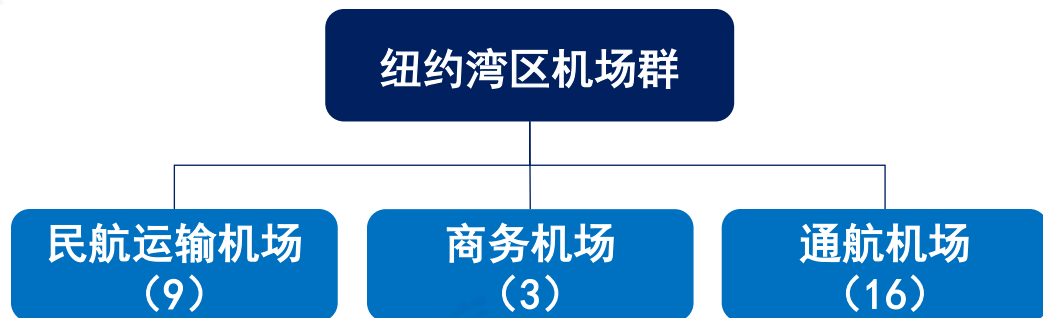 纽约湾区机场群
民航运输机场
（9）
商务机场
（3）
通航机场
（16）